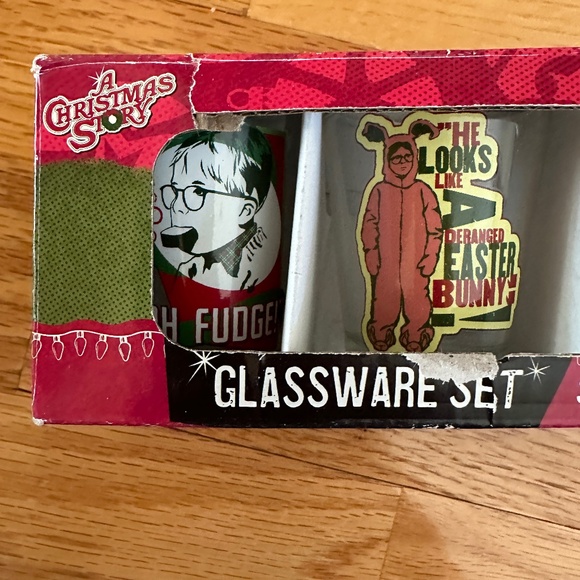 A
CHRISTMAS
STORY
H FUDGE!
"HE
LOOKS
LIKE
A
DERANGED
EASTER
BUNNY"
GLASSWARE SET